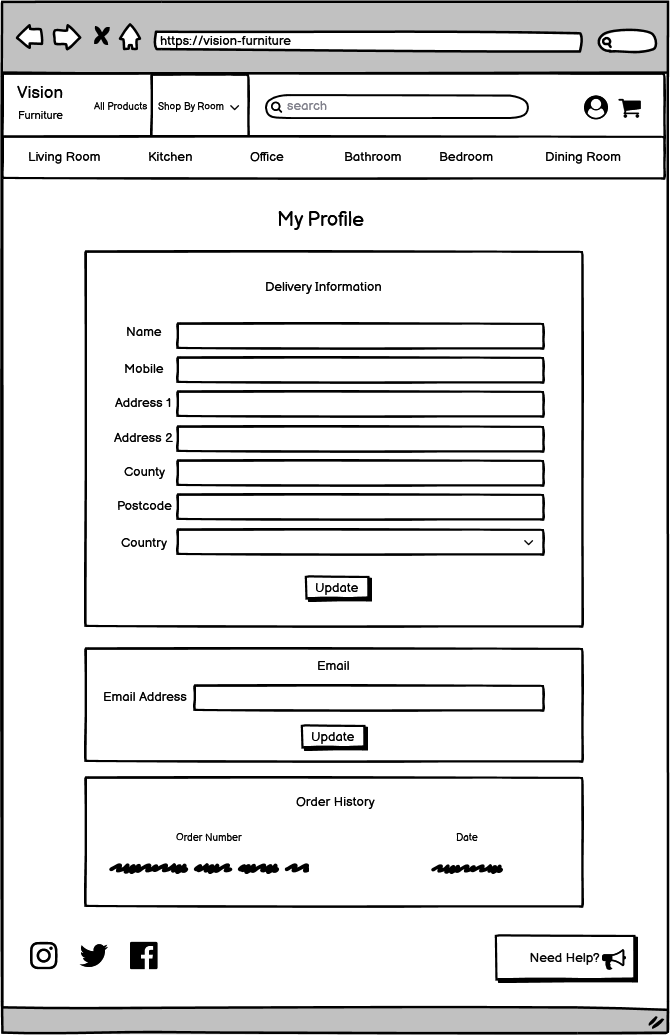 https://vision-furniture
Vision
Furniture
All Products
Shop By Room
search
Living Room Kitchen Office Bathroom Bedroom Dining Room
My Profile
Delivery Information
Name
Mobile
Address 1
Address 2
County
Postcode
Country
Update
Email
Email Address
Update
Order History
Order Number Date
Need Help?